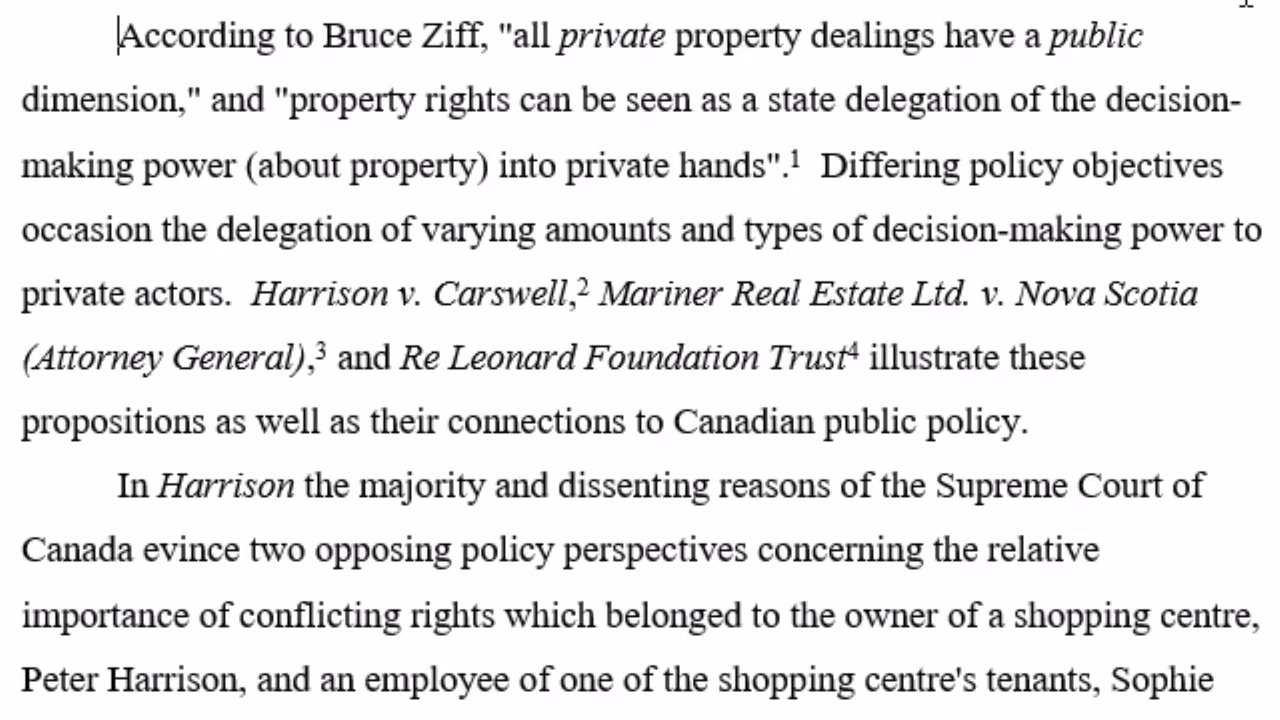 According to Bruce Ziff, "all private property dealings have a public
dimension," and "property rights can be seen as a state delegation of the decision-
making power (about property) into private hands".1  Differing policy objectives
occasion the delegation of varying amounts and types of decision-making power to
private actors.  Harrison v. Carswell,2 Mariner Real Estate Ltd. v. Nova Scotia
(Attorney General),3 and Re Leonard Foundation Trust4 illustrate these
propositions as well as their connections to Canadian public policy.
In Harrison the majority and dissenting reasons of the Supreme Court of
Canada evince two opposing policy perspectives concerning the relative
importance of conflicting rights which belonged to the owner of a shopping centre,
Peter Harrison, and an employee of one of the shopping centre's tenants, Sophie